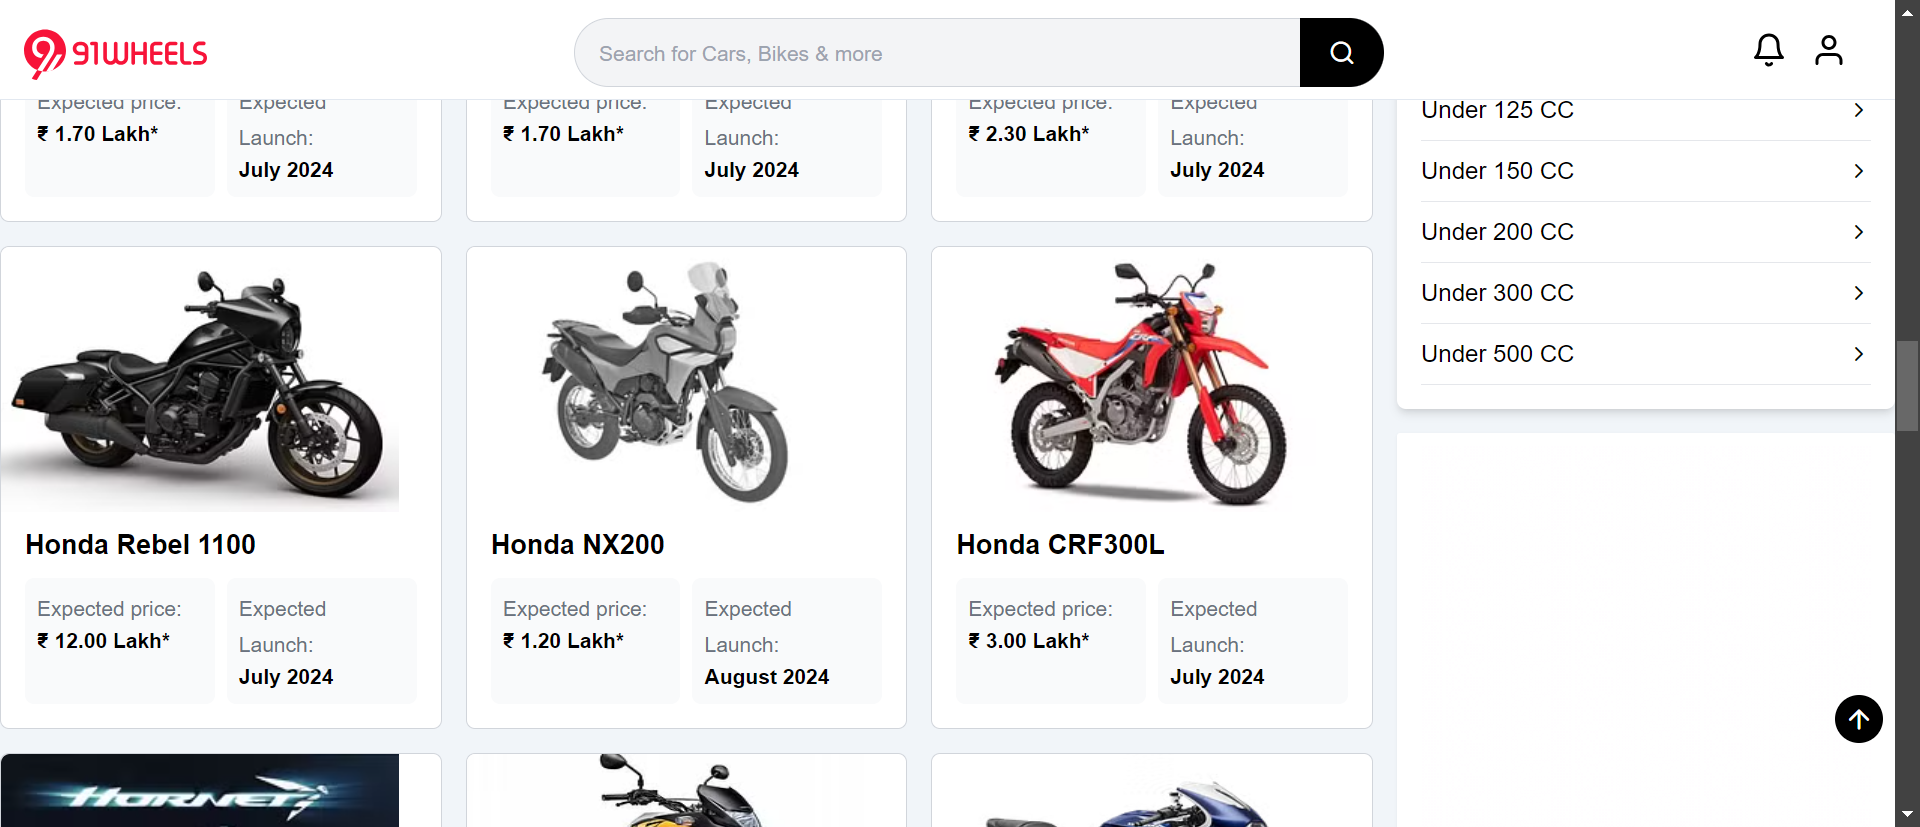 91WHEELS
Search for Cars, Bikes & more
Expected price:
₹ 1.70 Lakh*
Expected
Launch:
July 2024
Expected price:
₹ 1.70 Lakh*
Expected
Launch:
July 2024
Expected price:
₹ 2.30 Lakh*
Expected
Launch:
July 2024
Under 125 CC
Under 150 CC
Under 200 CC
Under 300 CC
Under 500 CC
CRF
Honda Rebel 1100
Expected price:
₹ 12.00 Lakh*
Expected
Launch:
July 2024
Honda NX200
Expected price:
₹ 1.20 Lakh*
Expected
Launch:
August 2024
Honda CRF300L
Expected price:
₹ 3.00 Lakh*
Expected
Launch:
July 2024
HORNET